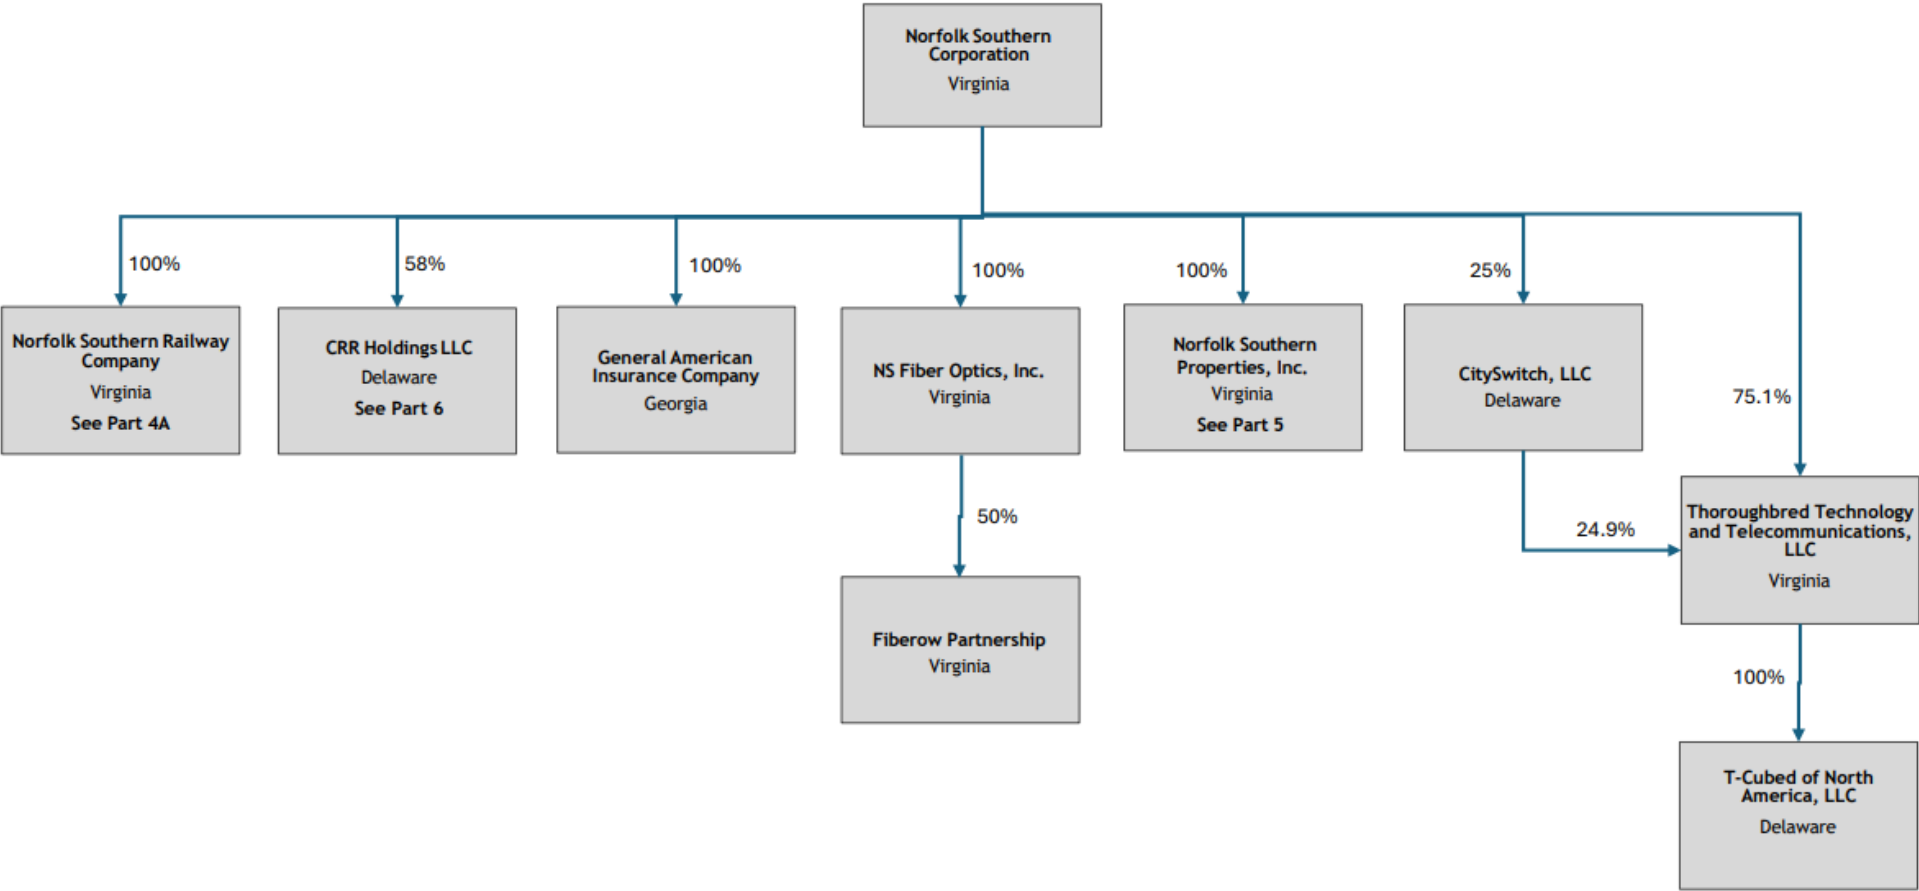 Norfolk Southern
Corporation
Virginia
100%
58%
100%
100%
100%
25%
75.1%
Norfolk Southern Railway
Company
Virginia
See Part 4A
CRR Holdings LLC
Delaware
See Part 6
General American
Insurance Company
Georgia
NS Fiber Optics, Inc.
Virginia
Norfolk Southern
Properties, Inc.
Virginia
See Part 5
CitySwitch, LLC
Delaware
50%
24.9%
Thoroughbred Technology
and Telecommunications,
LLC
Virginia
Fiberow Partnership
Virginia
100%
T-Cubed of North
America, LLC
Delaware